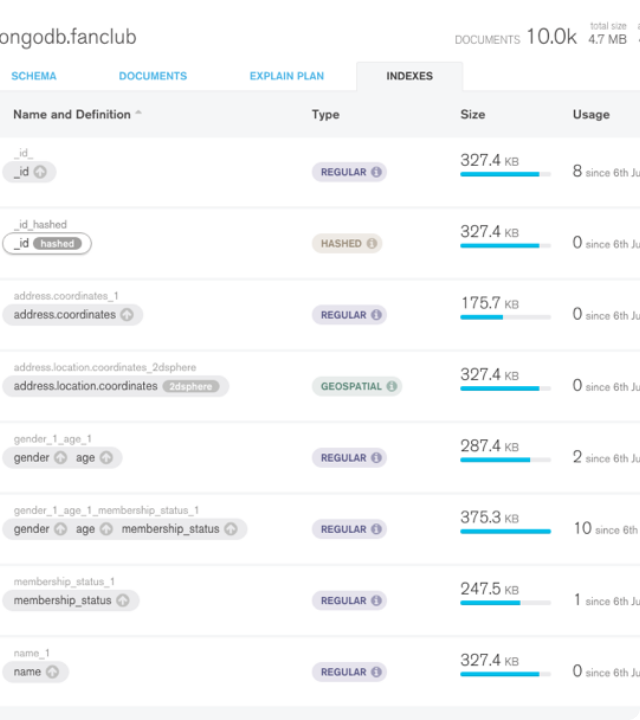 ongodb.fanclub
DOCUMENTS 10.0k total size 4.7 MB
SCHEMA DOCUMENTS EXPLAIN PLAN INDEXES
Name and Definition Type Size Usage
_id_
_id REGULAR 327.4 KB 8 since 6th Ju
_id_hashed
_id hashed HASHED 327.4 KB 0 since 6th Ju
address.coordinates_1
address.coordinates REGULAR 175.7 KB 0 since 6th Ju
address.location.coordinates_2dsphere
address.location.coordinates 2dsphere GEOSPATIAL 327.4 KB 0 since 6th Ju
gender_1_age_1
gender age REGULAR 287.4 KB 2 since 6th Ju
gender_1_age_1_membership_status_1
gender age membership_status REGULAR 375.3 KB 10 since 6th
membership_status_1
membership_status REGULAR 247.5 KB 1 since 6th Ju
name_1
name REGULAR 327.4 KB 0 since 6th Ju